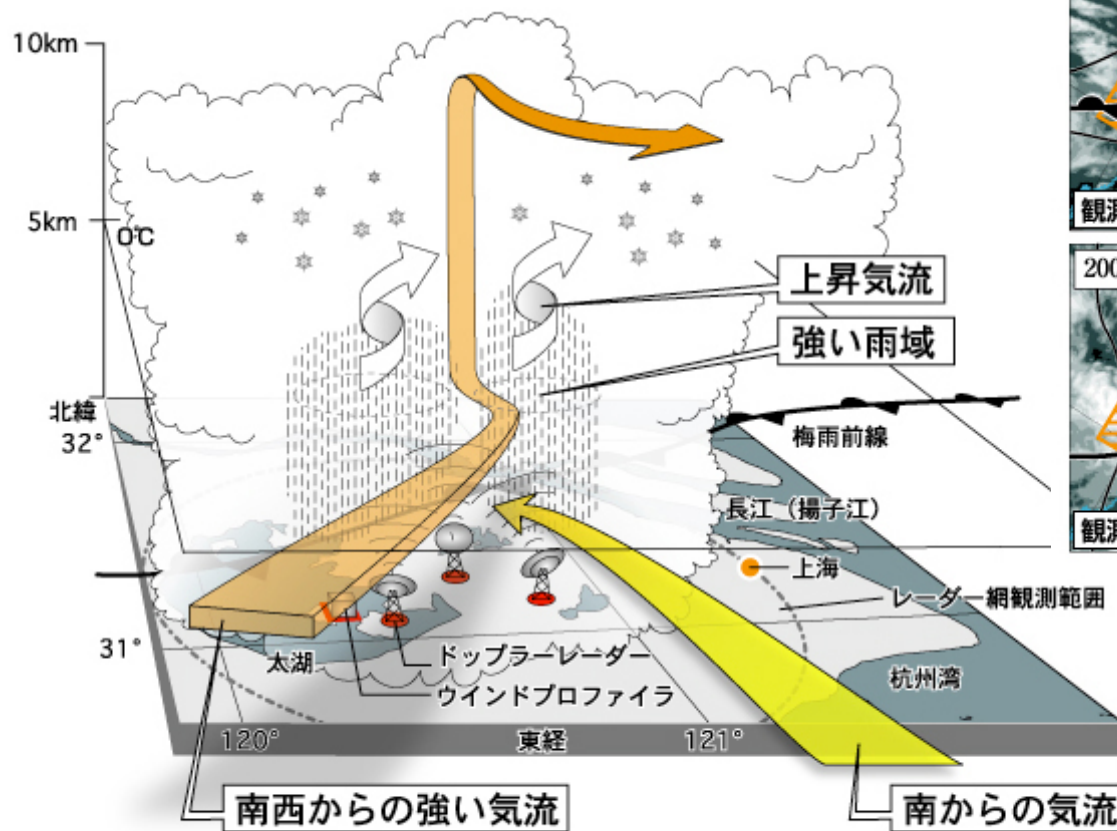 10km
5km
0℃
北緯
32°
31°
上昇気流
強い雨域
梅雨前線
長江（揚子江）
上海
レーダー網観測範囲
杭州湾
太湖
ドップラーレーダー
ウインドプロファイラ
120°
東経
121°
南西からの強い気流
南からの気流
観測
200
観測